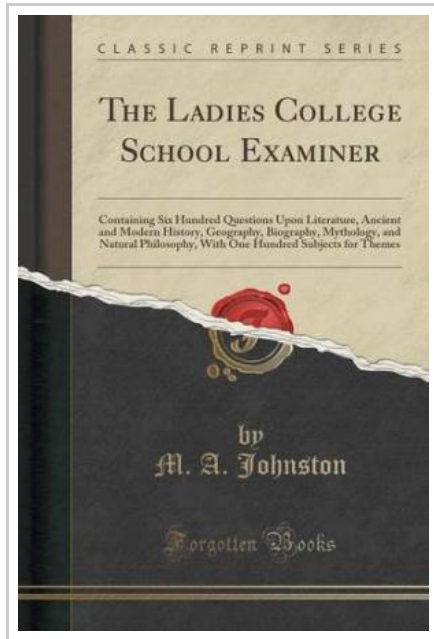 CLASSIC REPRINT SERIES
THE LADIES COLLEGE
SCHOOL EXAMINER
Containing Six Hundred Questions Upon Literature, Ancient
and Modern History, Geography, Biography, Mythology, and
Natural Philosophy, With One Hundred Subjects for Themes
by
M. A. Johnston
Forgotten Books